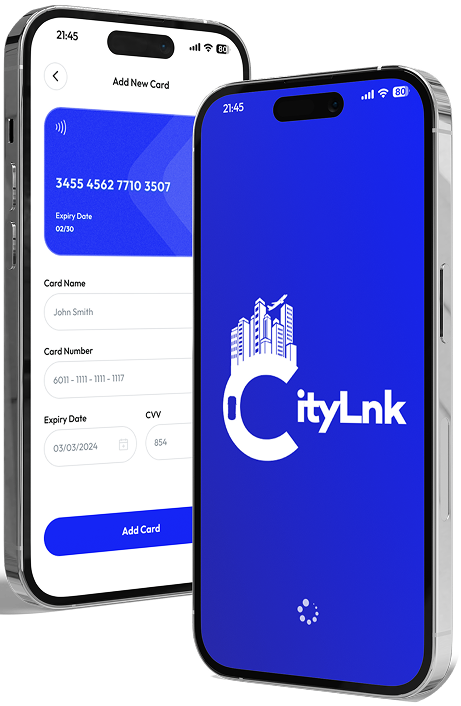 21:45
80
Add New Card
3455 4562 7710 3507
Expiry Date
02/30
Card Name
John Smith
Card Number
6011 - 1111 - 1111 - 1117
Expiry Date
CVV
03/03/2024
854
Add Card
21:45
80
CityLnk